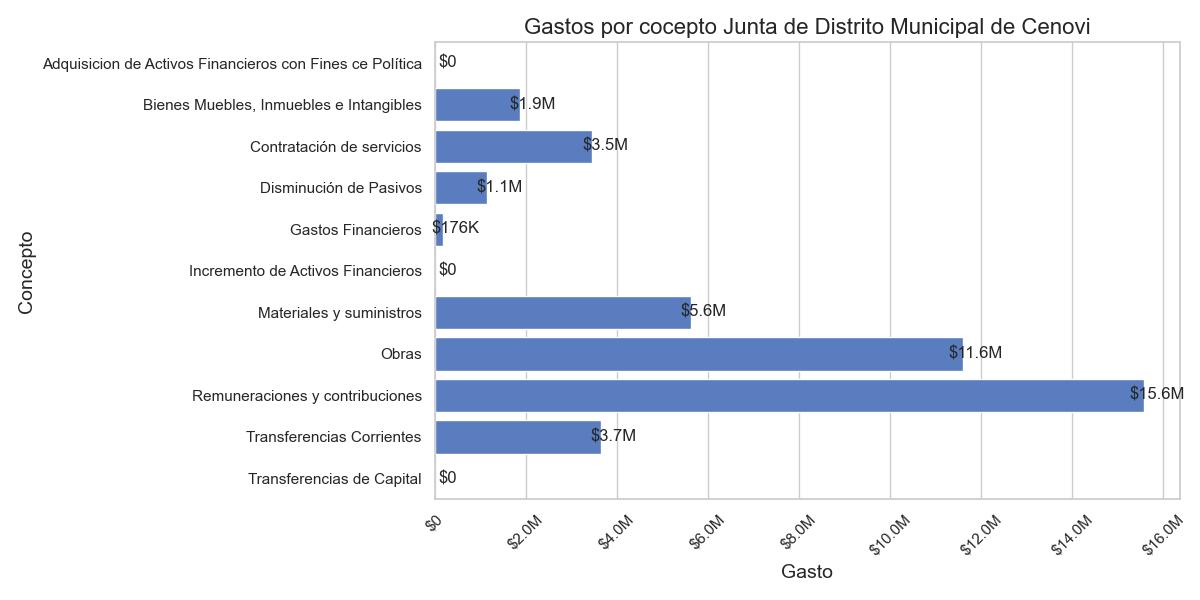 Gastos por cocepto Junta de Distrito Municipal de Cenovi
Concepto
Adquisicion de Activos Financieros con Fines ce Política $0
Bienes Muebles, Inmuebles e Intangibles $1.9M
Contratación de servicios $3.5M
Disminución de Pasivos $1.1M
Gastos Financieros $176K
Incremento de Activos Financieros $0
Materiales y suministros $5.6M
Obras $11.6M
Remuneraciones y contribuciones $15.6M
Transferencias Corrientes $3.7M
Transferencias de Capital $0
$0 $2.0M $4.0M $6.0M $8.0M $10.0M $12.0M $14.0M $16.0M
Gasto